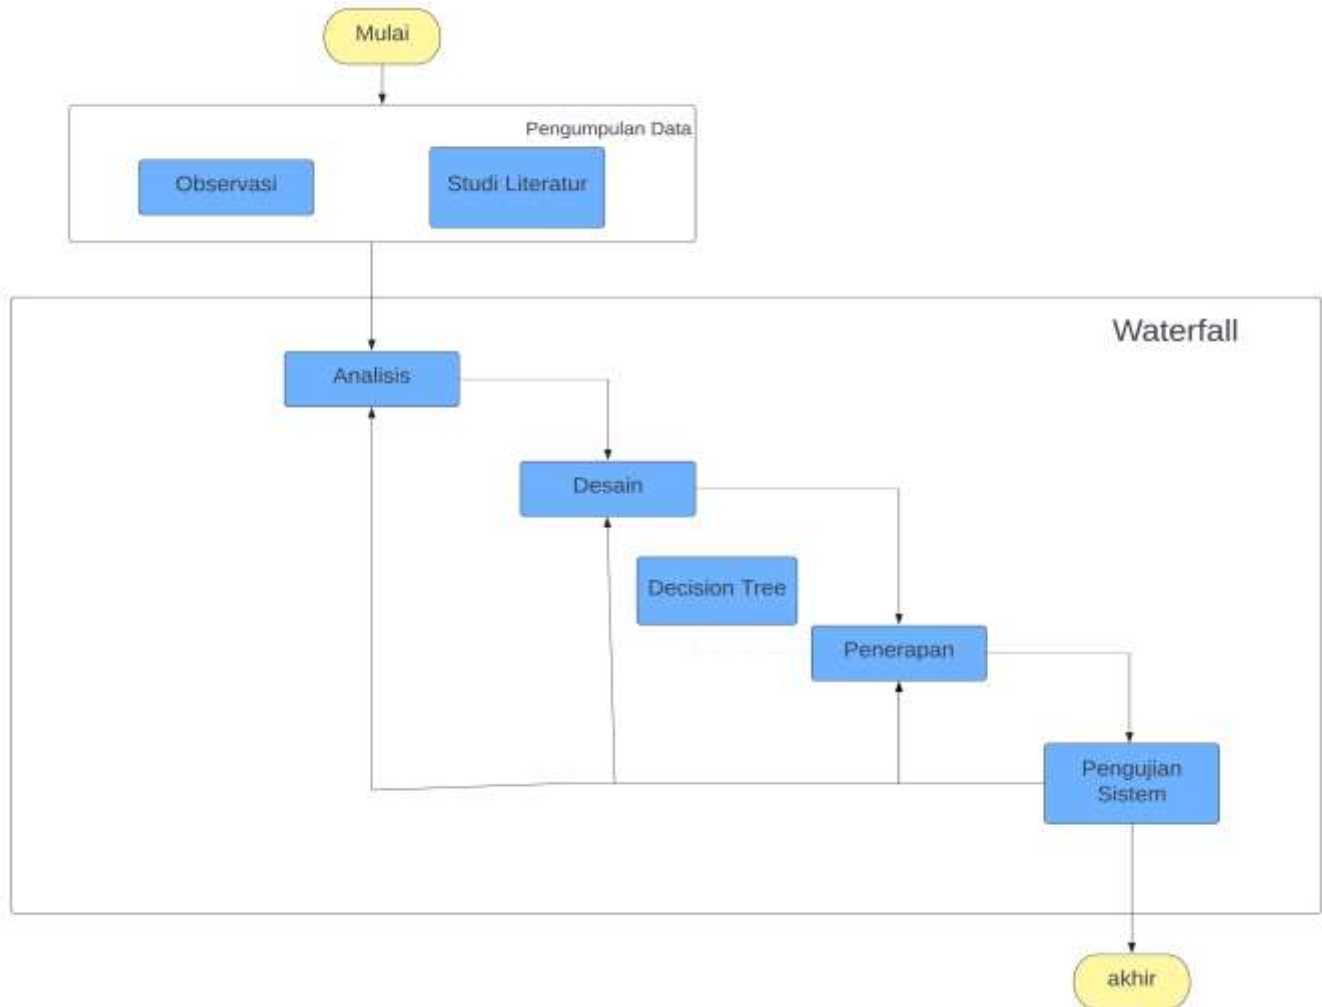 Mulai
Pengumpulan Data
Observasi
Studi Literatur
Waterfall
Analisis
Desain
Decision Tree
Penerapan
Pengujian
Sistem
akhir